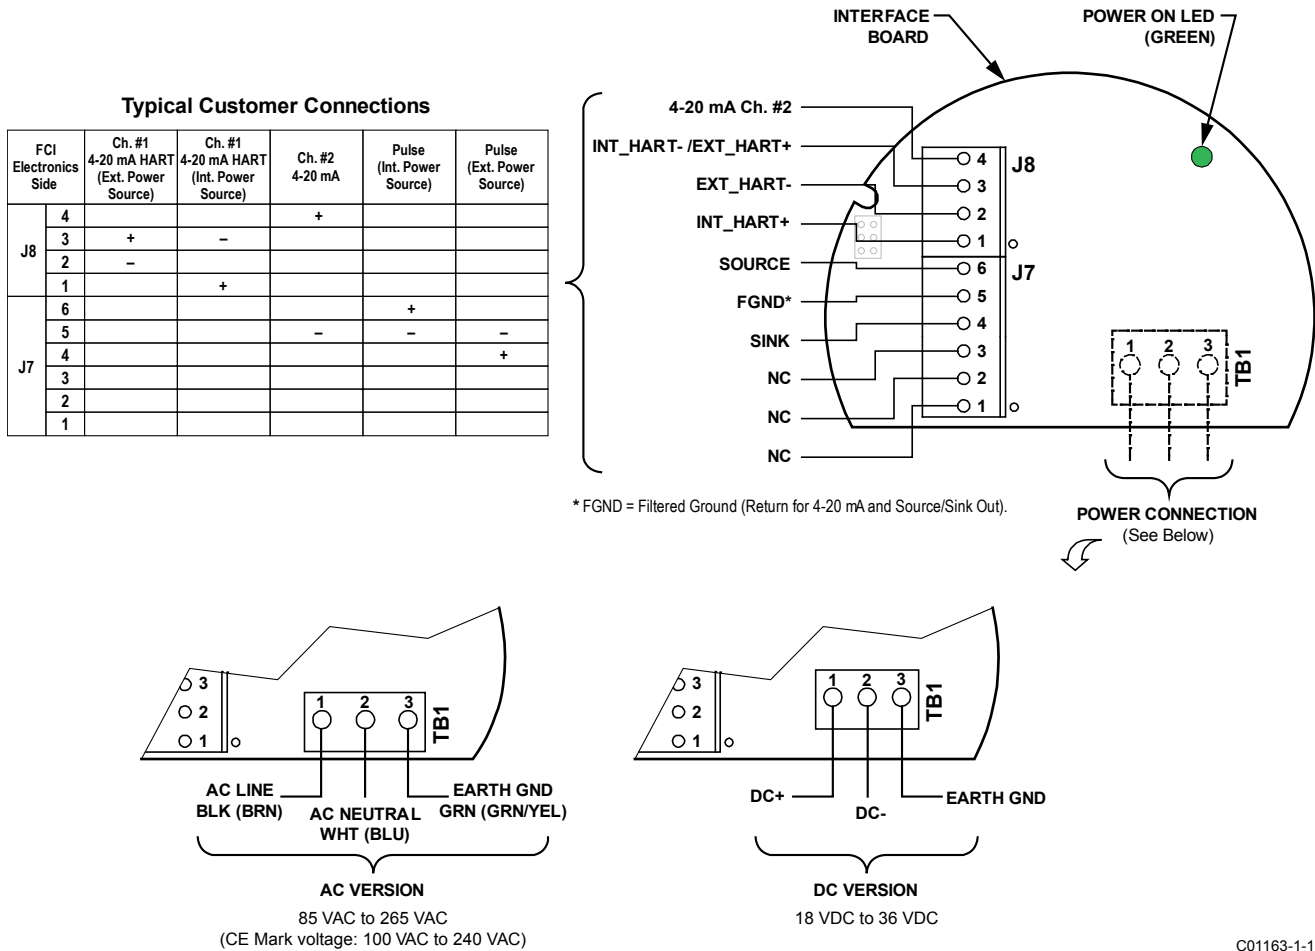 INTERFACE
BOARD
POWER ON LED
(GREEN)
Typical Customer Connections
FCI
Electronics
Side
Ch. #1
4-20 mA HART
(Ext. Power
Source)
Ch. #1
4-20 mA HART
(Int. Power
Source)
Ch. #2
4-20 mA
Pulse
(Int. Power
Source)
Pulse
(Ext. Power
Source)
J8
4 +
3 + –
2 –
1 +
J7
6 +
5 – – –
4 +
3
2
1
4-20 mA Ch. #2
INT_HART- /EXT_HART+
EXT_HART-
INT_HART+
SOURCE
FGND*
SINK
NC
NC
NC
4
3
2
1
J8
6
5
4
3
2
1
J7
1 2 3
TB1
* FGND = Filtered Ground (Return for 4-20 mA and Source/Sink Out).
POWER CONNECTION
(See Below)
3
2
1
1 2 3
TB1
AC LINE
BLK (BRN)
AC NEUTRAL
WHT (BLU)
EARTH GND
GRN (GRN/YEL)
AC VERSION
85 VAC to 265 VAC
(CE Mark voltage: 100 VAC to 240 VAC)
3
2
1
1 2 3
TB1
DC+
DC-
EARTH GND
DC VERSION
18 VDC to 36 VDC
C01163-1-1